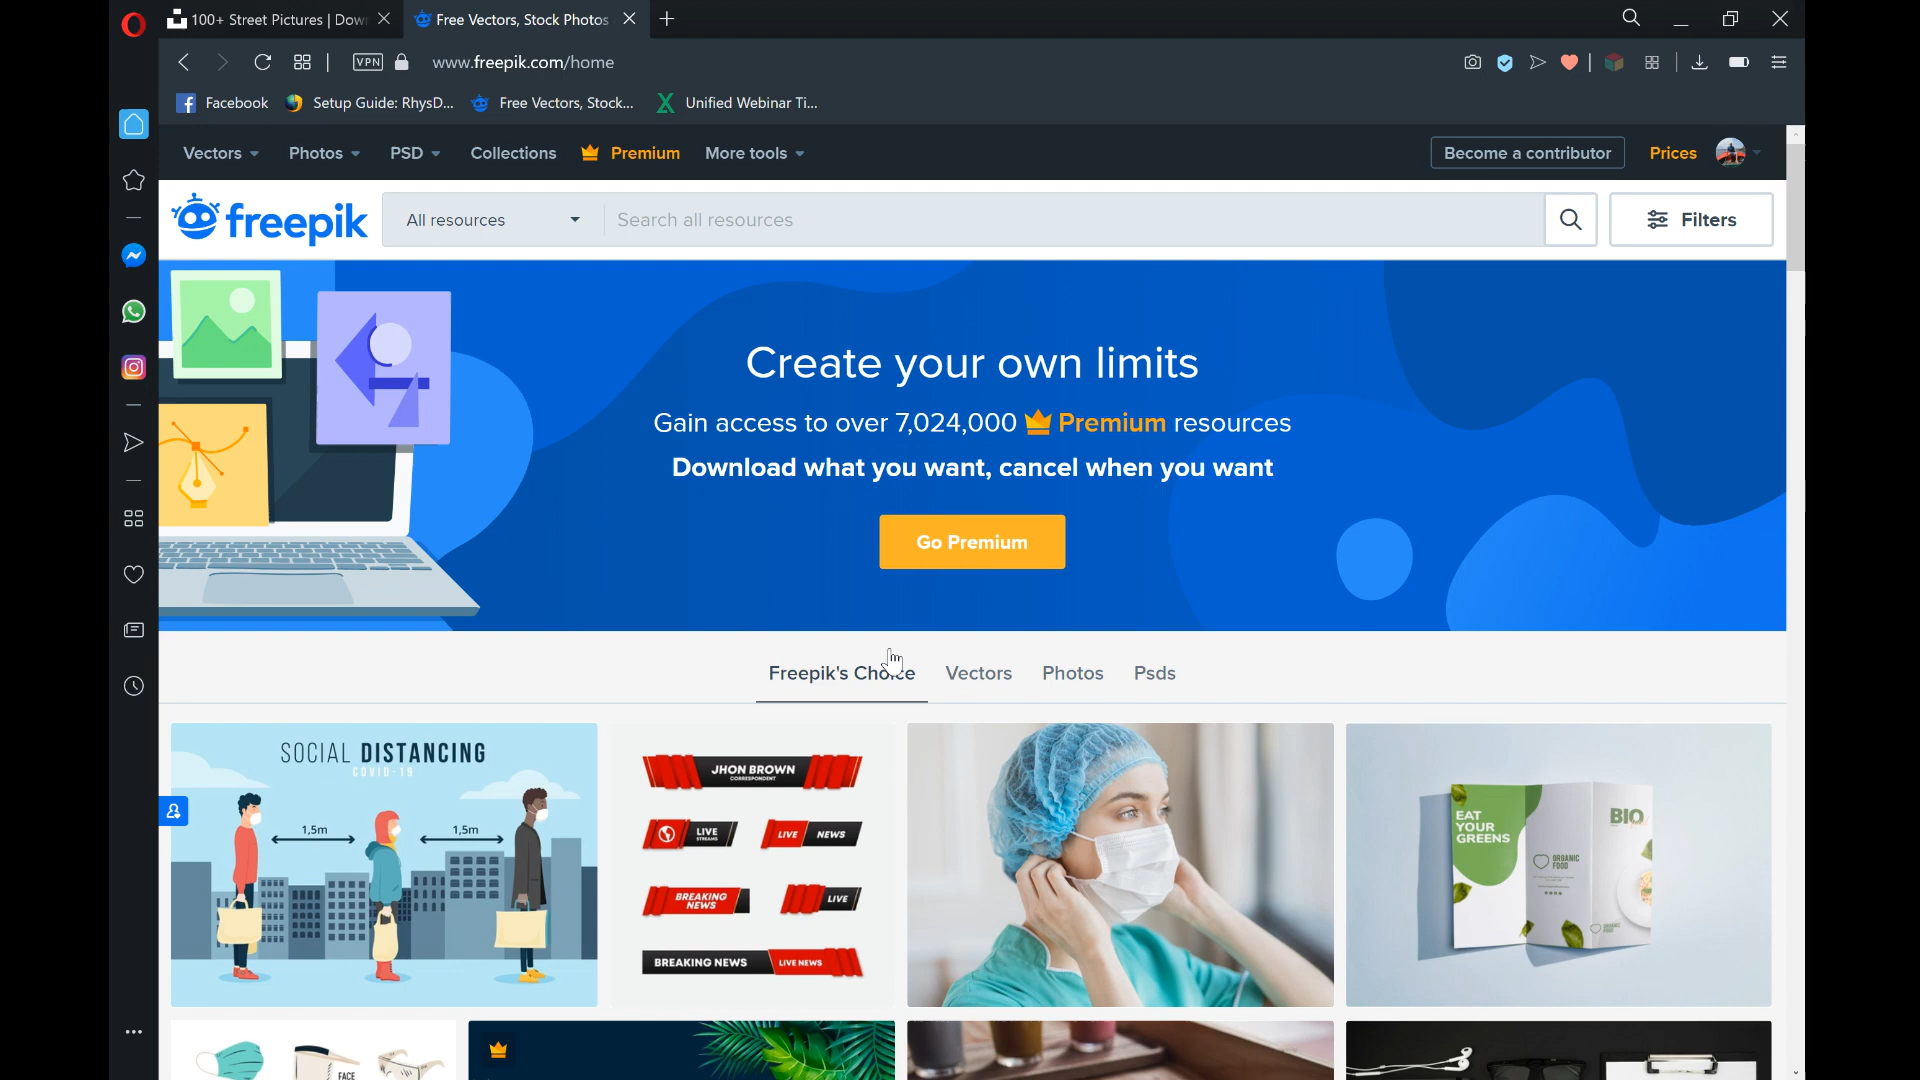 100+ Street Pictures | Dow
Free Vectors, Stock Photos
VPN
www.freepik.com/home
Facebook
Setup Guide: RhysD...
Free Vectors, Stock...
Unified Webinar Ti...
Vectors
Photos
PSD
Collections
Premium
More tools
Become a contributor
Prices
freepik
All resources
Search all resources
Filters
Create your own limits
Gain access to over 7,024,000 Premium resources
Download what you want, cancel when you want
Go Premium
Freepik's Choice
Vectors
Photos
Psds
SOCIAL DISTANCING
COVID-19
1,5m
1,5m
JHON BROWN
CORRESPONDENT
LIVE
STREAMS
LIVE NEWS
BREAKING
NEWS
LIVE
BREAKING NEWS
LIVE NEWS
EAT
YOUR
GREENS
ORGANIC
FOOD
BIO
FACE